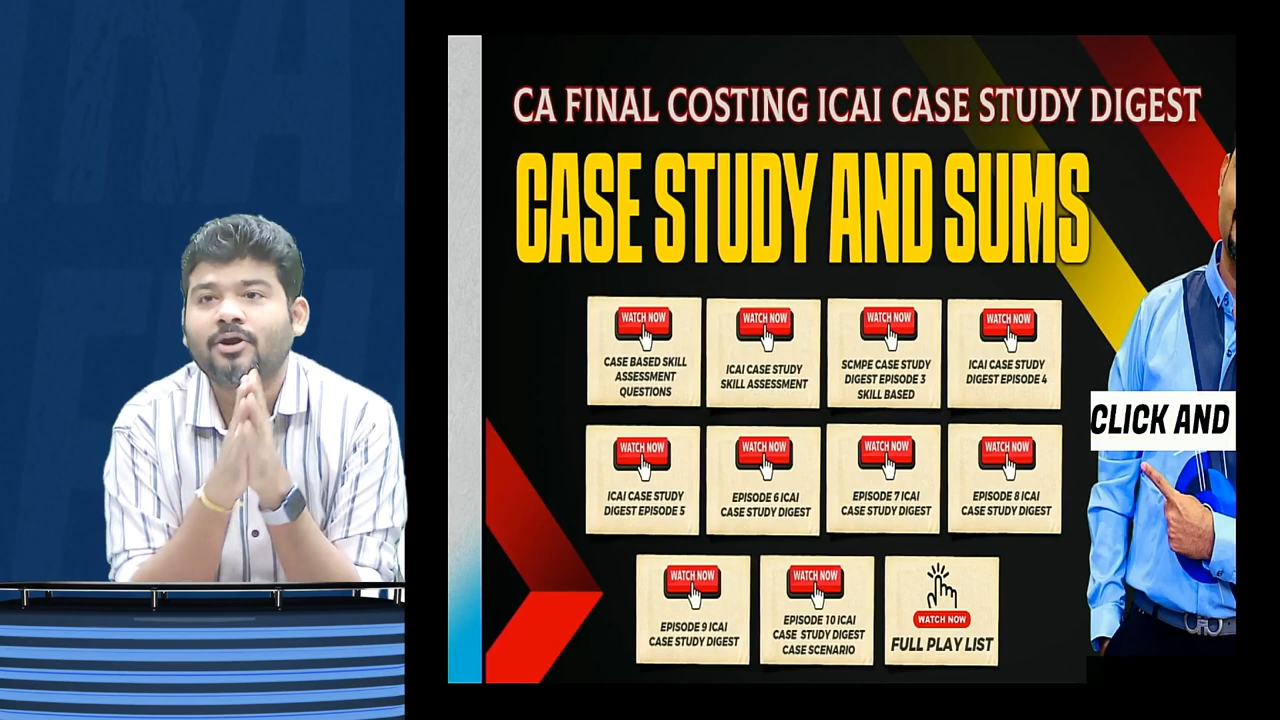 CA FINAL COSTING ICAI CASE STUDY DIGEST
CASE STUDY AND SUMS
WATCH NOW
CASE BASED SKILL
ASSESSMENT
QUESTIONS
WATCH NOW
ICAI CASE STUDY
SKILL ASSESSMENT
WATCH NOW
SCMPE CASE STUDY
DIGEST EPISODE 3
SKILL BASED
WATCH NOW
ICAI CASE STUDY
DIGEST EPISODE 4
CLICK AND
WATCH NOW
ICAI CASE STUDY
DIGEST EPISODE 5
WATCH NOW
EPISODE 6 ICAI
CASE STUDY DIGEST
WATCH NOW
EPISODE 7 ICAI
CASE STUDY DIGEST
WATCH NOW
EPISODE 8 ICAI
CASE STUDY DIGEST
WATCH NOW
EPISODE 9 ICAI
CASE STUDY DIGEST
WATCH NOW
EPISODE 10 ICAI
CASE STUDY DIGEST
CASE SCENARIO
WATCH NOW
FULL PLAY LIST